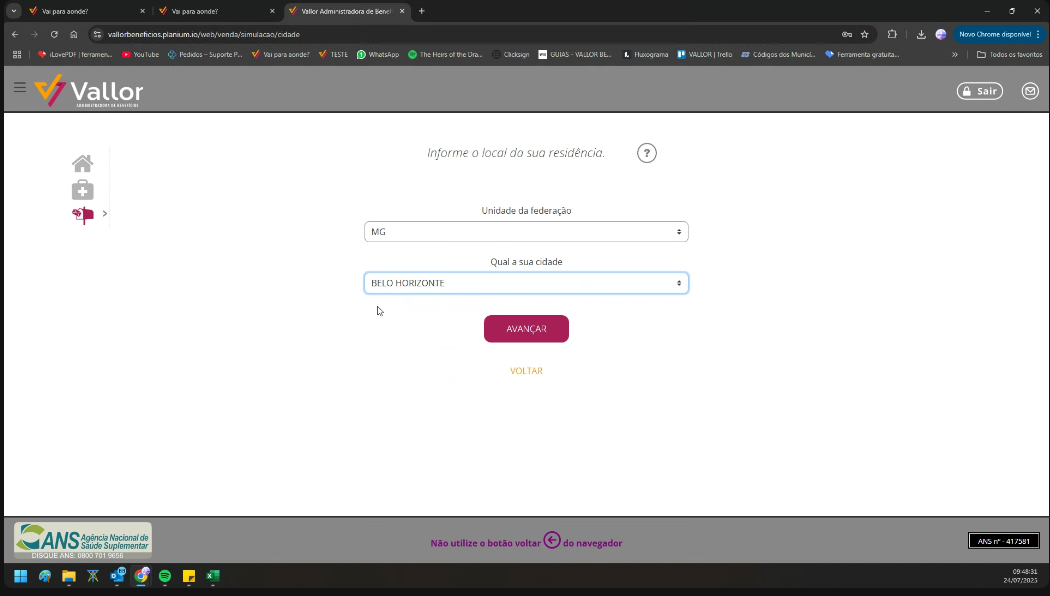 Vai para aonde?
Vai para aonde?
Vallor Administradora de Benef
vallorbeneficios.planium.io/web/venda/simulacao/cidade
Novo Chrome disponível
iLovePDF | ferramen...
YouTube
Pedidos – Suporte P...
Vai para aonde?
TESTE
WhatsApp
The Heirs of the Dra...
Clicksign
GUIAS - VALLOR BE...
Fluxograma
VALLOR | Trello
Códigos dos Munici...
Ferramenta gratuita...
»
Todos os favoritos
Vallor
ADMINISTRADORA DE BENEFÍCIOS
Sair
Informe o local da sua residência.
?
Unidade da federação
MG
Qual a sua cidade
BELO HORIZONTE
AVANÇAR
VOLTAR
ANS Agência Nacional de
Saúde Suplementar
DISQUE ANS: 0800 701 9656
Não utilize o botão voltar do navegador
ANS nº - 417581
09:48:31
24/07/2025